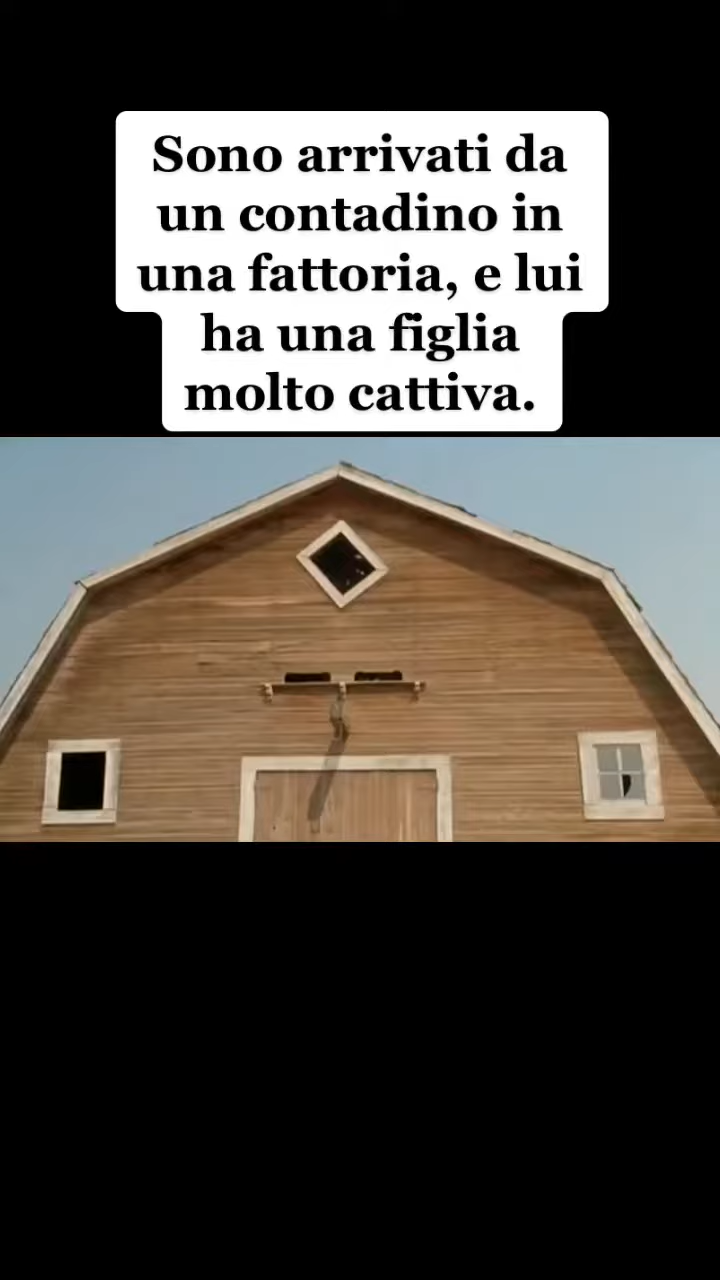 Sono arrivati da
un contadino in
una fattoria, e lui
ha una figlia
molto cattiva.